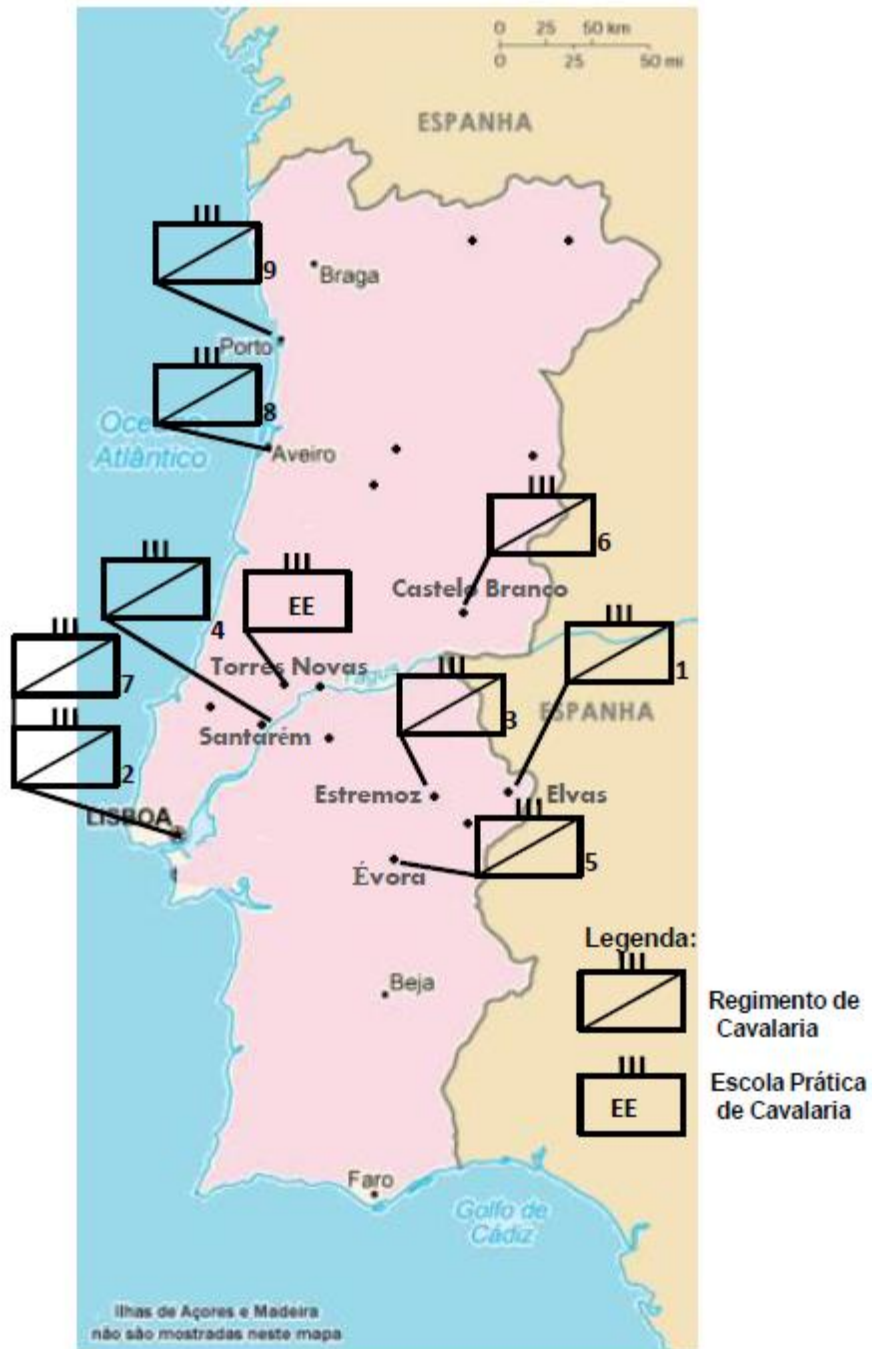 0 25 50 km
0 25 50 mi
ESPANHA
9
Braga
Porto
8
Oceano
Atlântico
Aveiro
6
Castelo Branco
4
EE
1
7
Torres Novas
Tagus
3
ESPANHA
Santarém
2
Estremoz
Elvas
LISBOA
5
Évora
Legenda:
Beja
Regimento de
Cavalaria
Escola Prática
de Cavalaria
EE
Faro
Golfo de
Cádiz
Ilhas de Açores e Madeira
não são mostradas neste mapa